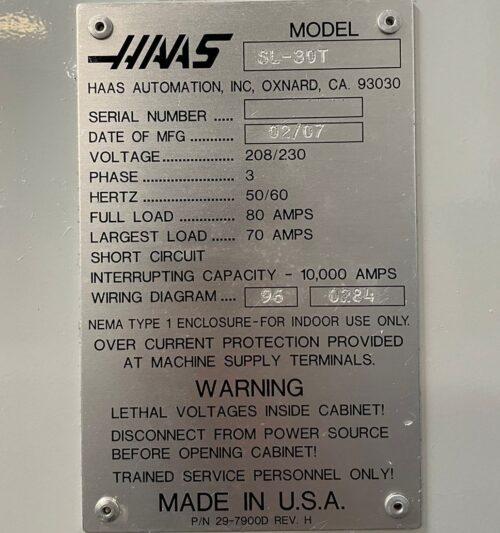 HAAS
MODEL
SL-30T
HAAS AUTOMATION, INC, OXNARD, CA. 93030
SERIAL NUMBER .....
DATE OF MFG ........... 02/07
VOLTAGE................. 208/230
PHASE ................... 3
HERTZ ................... 50/60
FULL LOAD ............ 80 AMPS
LARGEST LOAD ...... 70 AMPS
SHORT CIRCUIT
INTERRUPTING CAPACITY - 10,000 AMPS
WIRING DIAGRAM .... 96 0284
NEMA TYPE 1 ENCLOSURE-FOR INDOOR USE ONLY.
OVER CURRENT PROTECTION PROVIDED
AT MACHINE SUPPLY TERMINALS.
WARNING
LETHAL VOLTAGES INSIDE CABINET!
DISCONNECT FROM POWER SOURCE
BEFORE OPENING CABINET!
TRAINED SERVICE PERSONNEL ONLY!
MADE IN U.S.A.
P/N 29-7900D REV. H